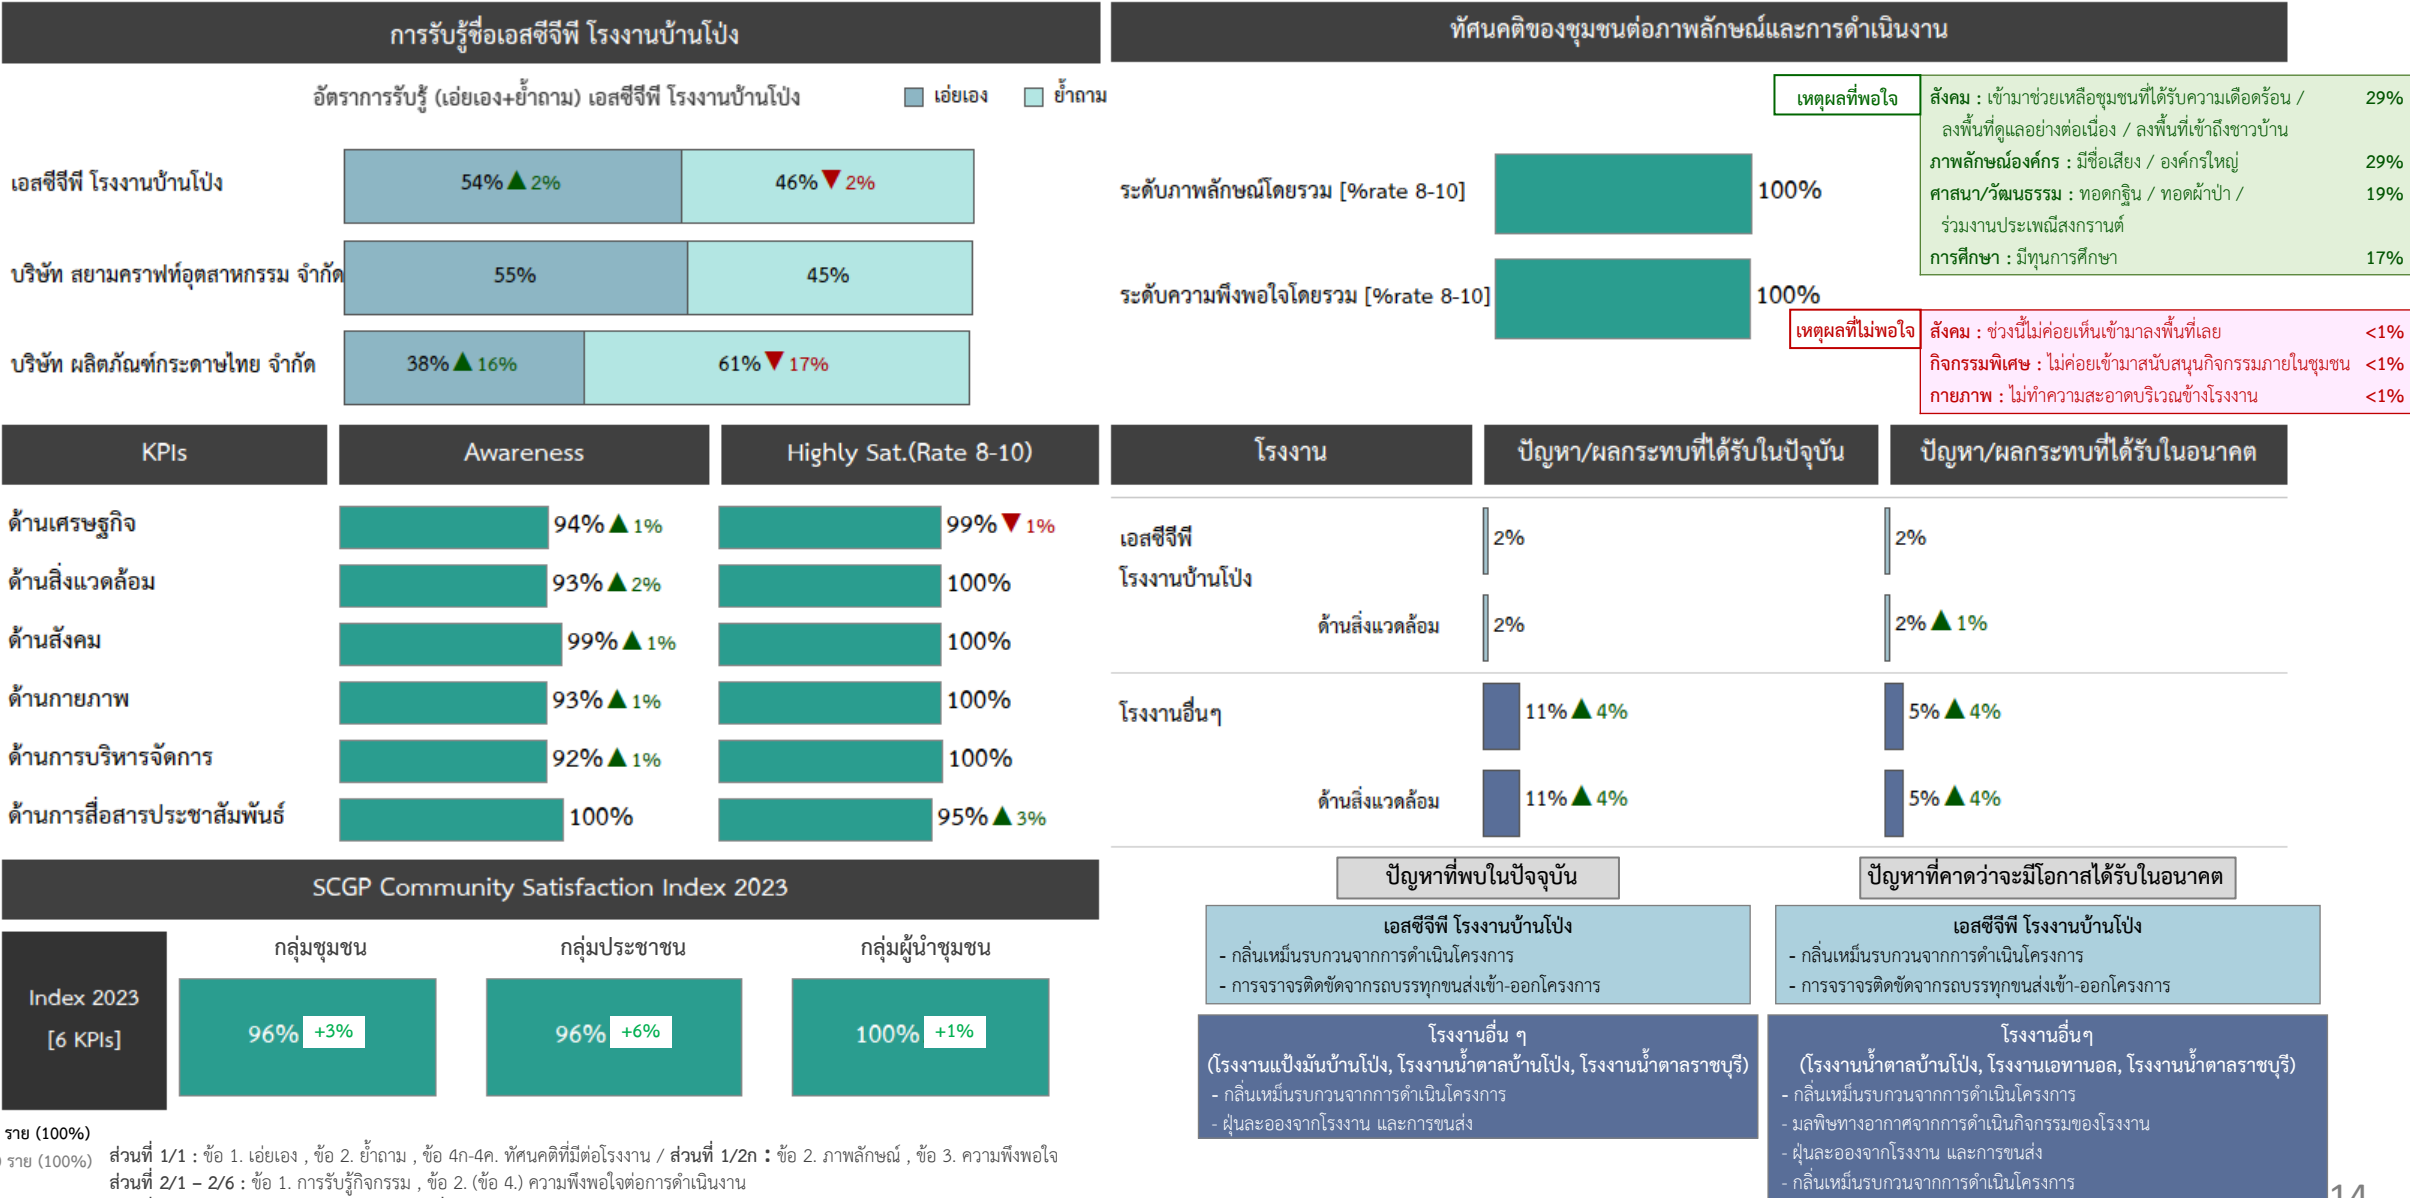 การรับรู้ชื่อเอสซีจีพี โรงงานบ้านโป่ง
อัตราการรับรู้ (เอ่ยเอง+ย้ำถาม) เอสซีจีพี โรงงานบ้านโป่ง
เอ่ยเอง ย้ำถาม
เอสซีจีพี โรงงานบ้านโป่ง 54% ▲ 2% 46% ▼ 2%
บริษัท สยามคราฟท์อุตสาหกรรม จำกัด 55% 45%
บริษัท ผลิตภัณฑ์กระดาษไทย จำกัด 38% ▲ 16% 61% ▼ 17%
ทัศนคติของชุมชนต่อภาพลักษณ์และการดำเนินงาน
ระดับภาพลักษณ์โดยรวม [%rate 8-10] 100%
ระดับความพึงพอใจโดยรวม [%rate 8-10] 100%
เหตุผลที่พอใจ
สังคม : เข้ามาช่วยเหลือชุมชนที่ได้รับความเดือดร้อน / 29%
ลงพื้นที่ดูแลอย่างต่อเนื่อง / ลงพื้นที่เข้าถึงชาวบ้าน
ภาพลักษณ์องค์กร : มีชื่อเสียง / องค์กรใหญ่ 29%
ศาสนา/วัฒนธรรม : ทอดกฐิน / ทอดผ้าป่า / 19%
ร่วมงานประเพณีสงกรานต์
การศึกษา : มีทุนการศึกษา 17%
เหตุผลที่ไม่พอใจ
สังคม : ช่วงนี้ไม่ค่อยเห็นเข้ามาลงพื้นที่เลย <1%
กิจกรรมพิเศษ : ไม่ค่อยเข้ามาสนับสนุนกิจกรรมภายในชุมชน <1%
กายภาพ : ไม่ทำความสะอาดบริเวณข้างโรงงาน <1%
KPIs Awareness Highly Sat.(Rate 8-10)
ด้านเศรษฐกิจ 94% ▲ 1% 99% ▼ 1%
ด้านสิ่งแวดล้อม 93% ▲ 2% 100%
ด้านสังคม 99% ▲ 1% 100%
ด้านกายภาพ 93% ▲ 1% 100%
ด้านการบริหารจัดการ 92% ▲ 1% 100%
ด้านการสื่อสารประชาสัมพันธ์ 100% 95% ▲ 3%
โรงงาน ปัญหา/ผลกระทบที่ได้รับในปัจุบัน ปัญหา/ผลกระทบที่ได้รับในอนาคต
เอสซีจีพี 2% 2%
โรงงานบ้านโป่ง
ด้านสิ่งแวดล้อม 2% 2% ▲ 1%
โรงงานอื่นๆ 11% ▲ 4% 5% ▲ 4%
ด้านสิ่งแวดล้อม 11% ▲ 4% 5% ▲ 4%
SCGP Community Satisfaction Index 2023
Index 2023
[6 KPIs]
กลุ่มชุมชน กลุ่มประชาชน กลุ่มผู้นำชุมชน
96% +3% 96% +6% 100% +1%
ปัญหาที่พบในปัจจุบัน
เอสซีจีพี โรงงานบ้านโป่ง
- กลิ่นเหม็นรบกวนจากการดำเนินโครงการ
- การจราจรติดขัดจากรถบรรทุกขนส่งเข้า-ออกโครงการ
โรงงานอื่น ๆ
(โรงงานแป้งมันบ้านโป่ง, โรงงานน้ำตาลบ้านโป่ง, โรงงานน้ำตาลราชบุรี)
- กลิ่นเหม็นรบกวนจากการดำเนินโครงการ
- ฝุ่นละอองจากโรงงาน และการขนส่ง
ปัญหาที่คาดว่าจะมีโอกาสได้รับในอนาคต
เอสซีจีพี โรงงานบ้านโป่ง
- กลิ่นเหม็นรบกวนจากการดำเนินโครงการ
- การจราจรติดขัดจากรถบรรทุกขนส่งเข้า-ออกโครงการ
โรงงานอื่นๆ
(โรงงานน้ำตาลบ้านโป่ง, โรงงานเอทานอล, โรงงานน้ำตาลราชบุรี)
- กลิ่นเหม็นรบกวนจากการดำเนินโครงการ
- มลพิษทางอากาศจากการดำเนินกิจกรรมของโรงงาน
- ฝุ่นละอองจากโรงงาน และการขนส่ง
- กลิ่นเหม็นรบกวนจากการดำเนินโครงการ
ราย (100%)
ราย (100%)
ส่วนที่ 1/1 : ข้อ 1. เอ่ยเอง , ข้อ 2. ย้ำถาม , ข้อ 4ก-4ค. ทัศนคติที่มีต่อโรงงาน / ส่วนที่ 1/2ก : ข้อ 2. ภาพลักษณ์ , ข้อ 3. ความพึงพอใจ
ส่วนที่ 2/1 – 2/6 : ข้อ 1. การรับรู้กิจกรรม , ข้อ 2. (ข้อ 4.) ความพึงพอใจต่อการดำเนินงาน
14